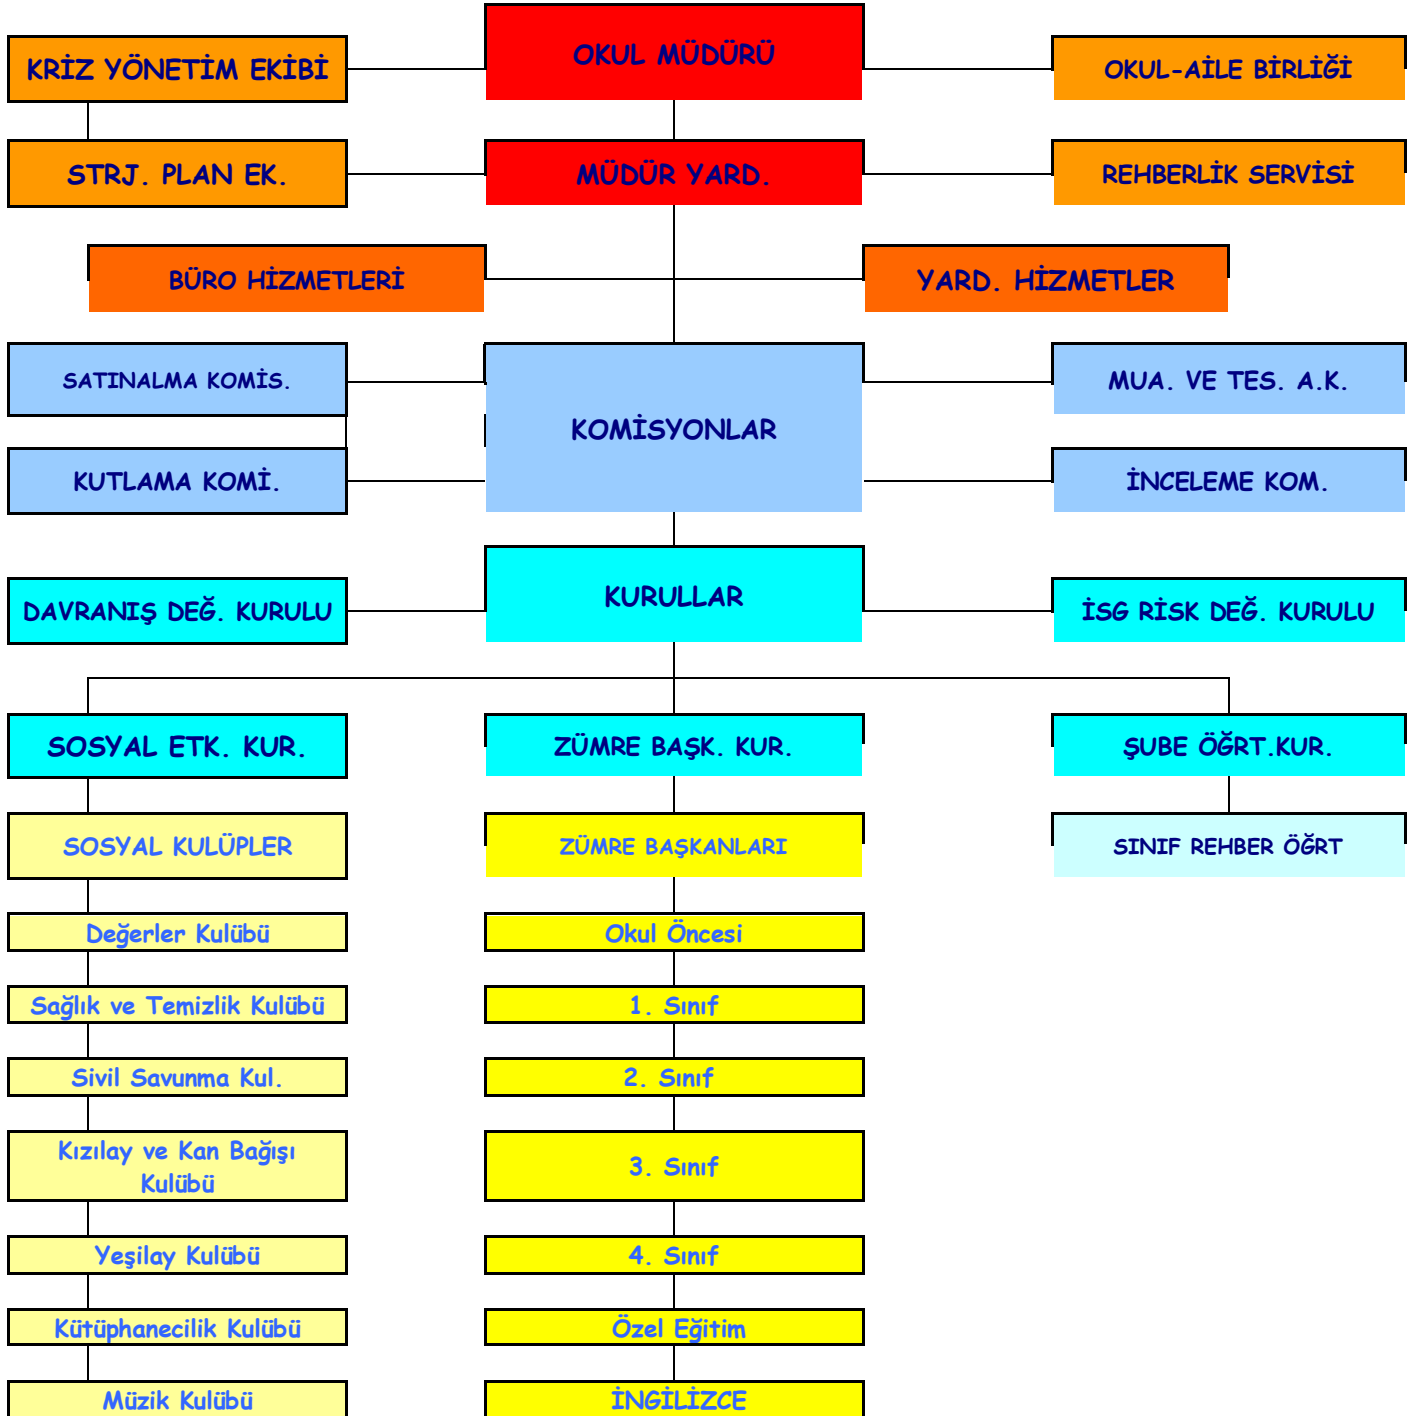 OKUL MÜDÜRÜ
KRİZ YÖNETİM EKİBİ
OKUL-AİLE BİRLİĞİ
STRJ. PLAN EK.
MÜDÜR YARD.
REHBERLİK SERVİSİ
BÜRO HİZMETLERİ
YARD. HİZMETLER
SATINALMA KOMİS.
MUA. VE TES. A.K.
KOMİSYONLAR
KUTLAMA KOMİ.
İNCELEME KOM.
KURULLAR
DAVRANIŞ DEĞ. KURULU
İSG RİSK DEĞ. KURULU
SOSYAL ETK. KUR.
ZÜMRE BAŞK. KUR.
ŞUBE ÖĞRT.KUR.
SOSYAL KULÜPLER
ZÜMRE BAŞKANLARI
SINIF REHBER ÖĞRT
Değerler Kulübü
Okul Öncesi
Sağlık ve Temizlik Kulübü
1. Sınıf
Sivil Savunma Kul.
2. Sınıf
Kızılay ve Kan Bağışı
Kulübü
3. Sınıf
Yeşilay Kulübü
4. Sınıf
Kütüphanecilik Kulübü
Özel Eğitim
Müzik Kulübü
İNGİLİZCE